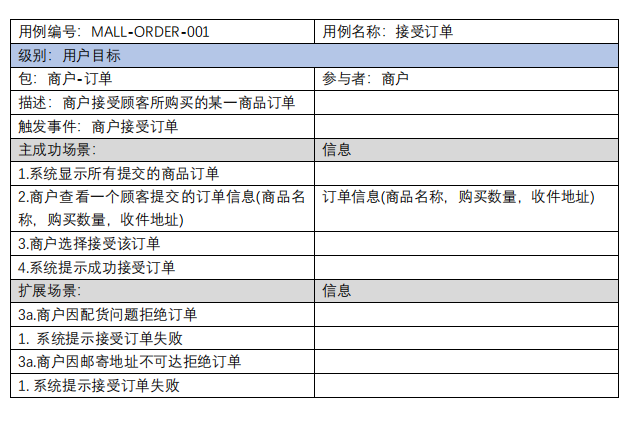 用例编号：MALL-ORDER-001 用例名称：接受订单
级别：用户目标
包：商户-订单 参与者：商户
描述：商户接受顾客所购买的某一商品订单
触发事件：商户接受订单
主成功场景: 信息
1.系统显示所有提交的商品订单
2.商户查看一个顾客提交的订单信息(商品名 订单信息(商品名称，购买数量，收件地址)
称，购买数量，收件地址)
3.商户选择接受该订单
4.系统提示成功接受订单
扩展场景: 信息
3a.商户因配货问题拒绝订单
1. 系统提示接受订单失败
3a.商户因邮寄地址不可达拒绝订单
1. 系统提示接受订单失败